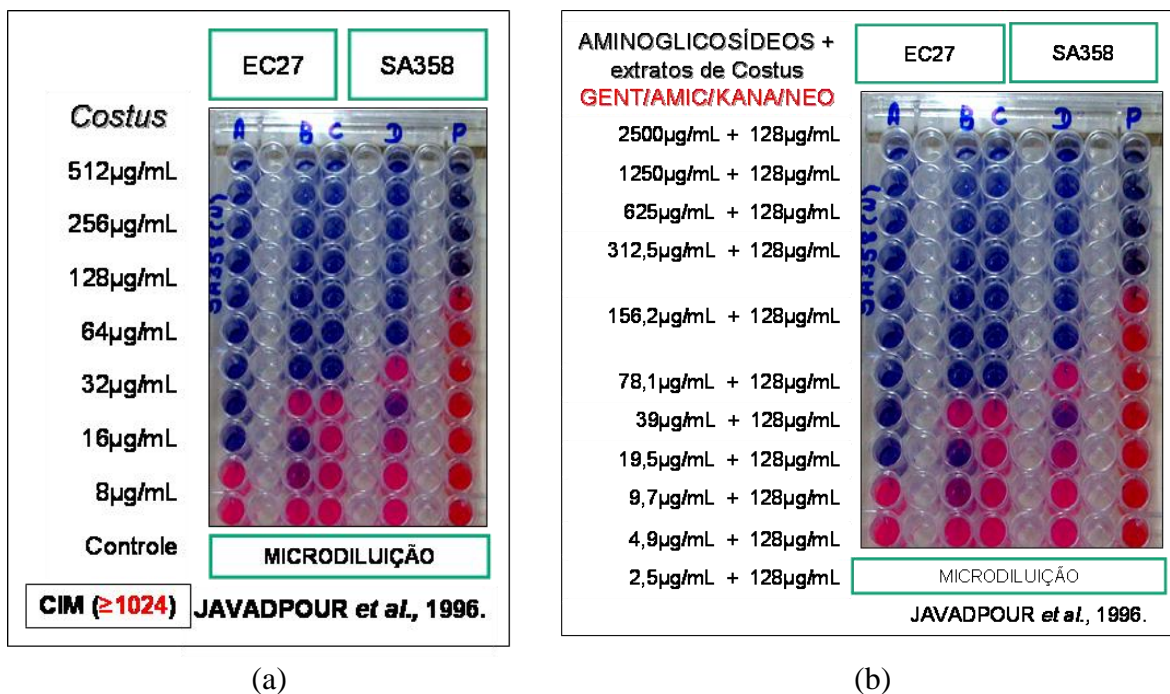 EC27
SA358
Costus
A B C D P
512µg/mL
256µg/mL
128µg/mL
64µg/mL
32µg/mL
16µg/mL
8µg/mL
Controle
SA358(U)
MICRODILUIÇÃO
CIM (≥1024)
JAVADPOUR et al., 1996.
(a)
AMINOGLICOSÍDEOS +
extratos de Costus
GENT/AMIC/KANA/NEO
EC27
SA358
A B C D P
2500µg/mL + 128µg/mL
1250µg/mL + 128µg/mL
625µg/mL + 128µg/mL
312,5µg/mL + 128µg/mL
156,2µg/mL + 128µg/mL
78,1µg/mL + 128µg/mL
39µg/mL + 128µg/mL
19,5µg/mL + 128µg/mL
9,7µg/mL + 128µg/mL
4,9µg/mL + 128µg/mL
2,5µg/mL + 128µg/mL
SA358(U)
MICRODILUIÇÃO
JAVADPOUR et al., 1996.
(b)